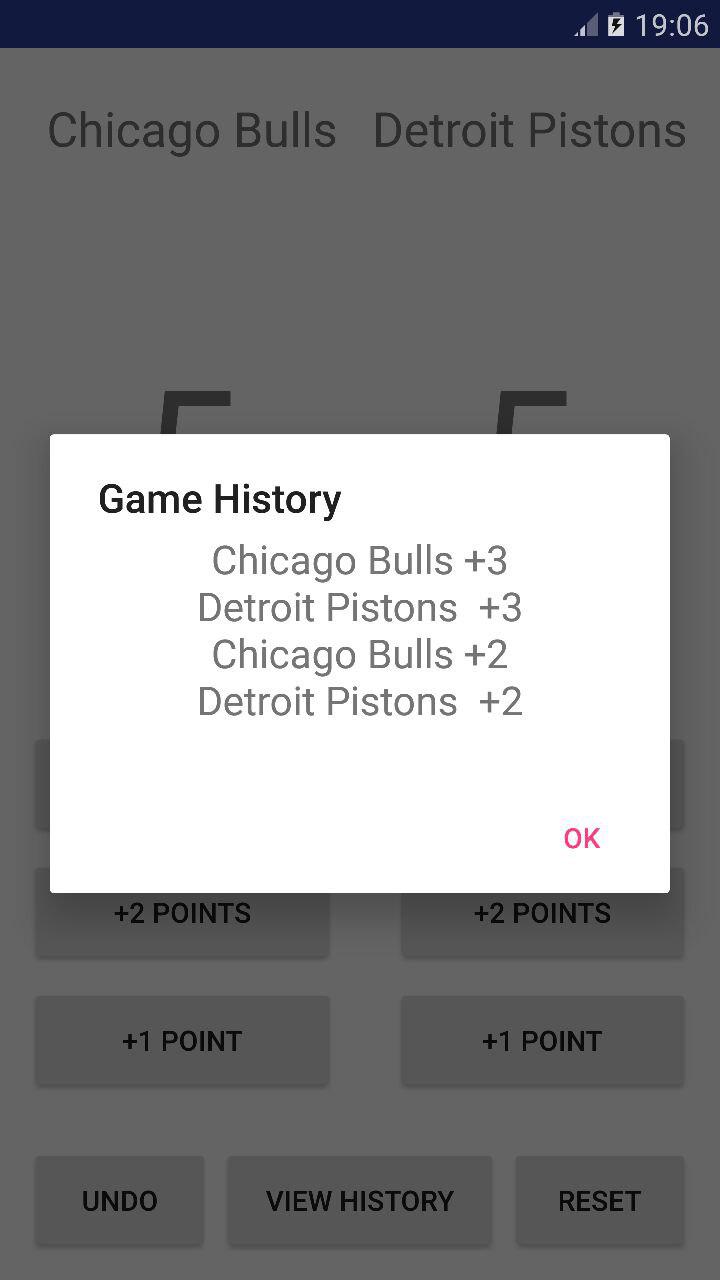 19:06
Chicago Bulls Detroit Pistons
Game History
Chicago Bulls +3
Detroit Pistons  +3
Chicago Bulls +2
Detroit Pistons  +2
OK
+2 POINTS +2 POINTS
+1 POINT +1 POINT
UNDO VIEW HISTORY RESET